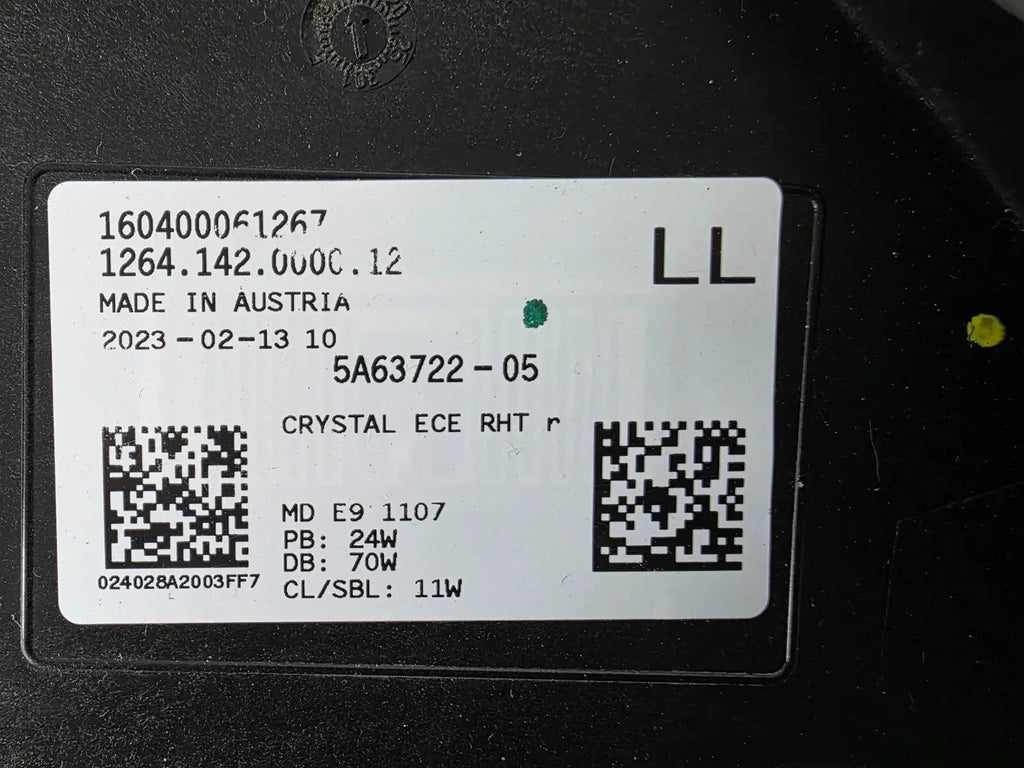 160400061267
LL
1264.142.000C.12
MADE IN AUSTRIA
2023-02-13 10
5A63722-05
CRYSTAL ECE RHT r
MD E9 1107
PB: 24W
DB: 70W
024028A2003FF7
CL/SBL: 11W